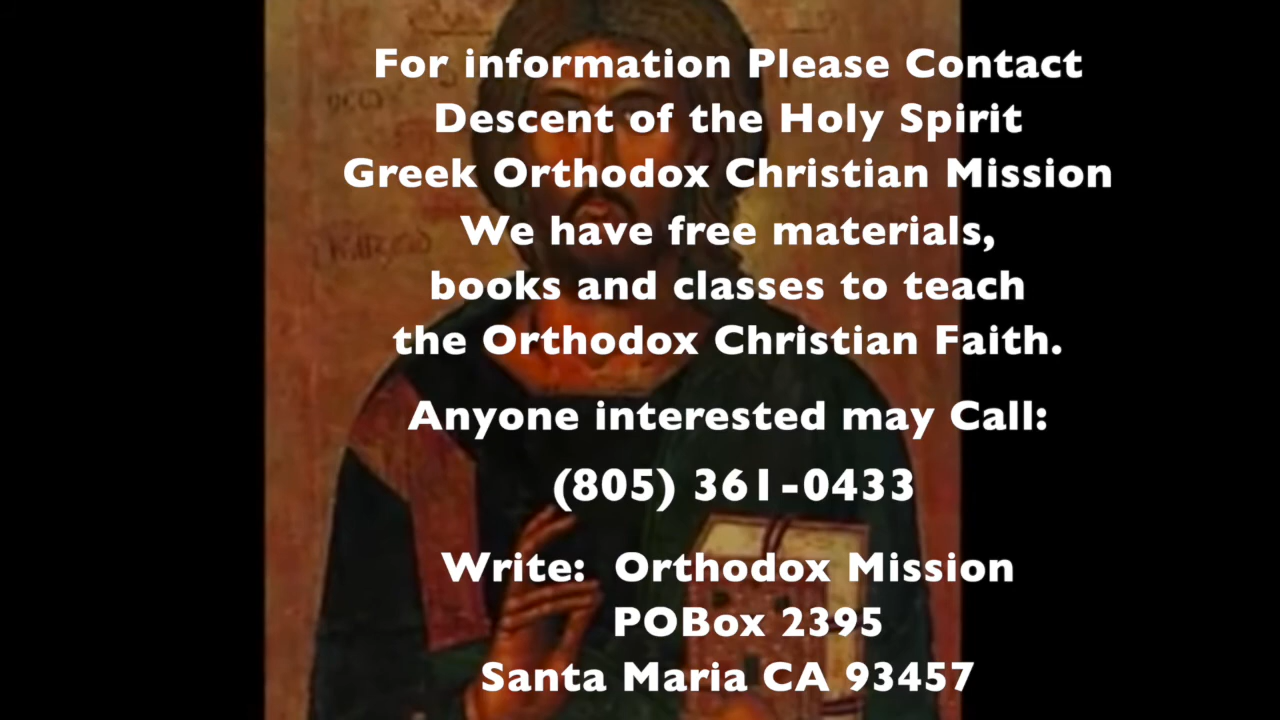 For information Please Contact
Descent of the Holy Spirit
Greek Orthodox Christian Mission
We have free materials,
books and classes to teach
the Orthodox Christian Faith.
Anyone interested may Call:
(805) 361-0433
Write: Orthodox Mission
POBox 2395
Santa Maria CA 93457